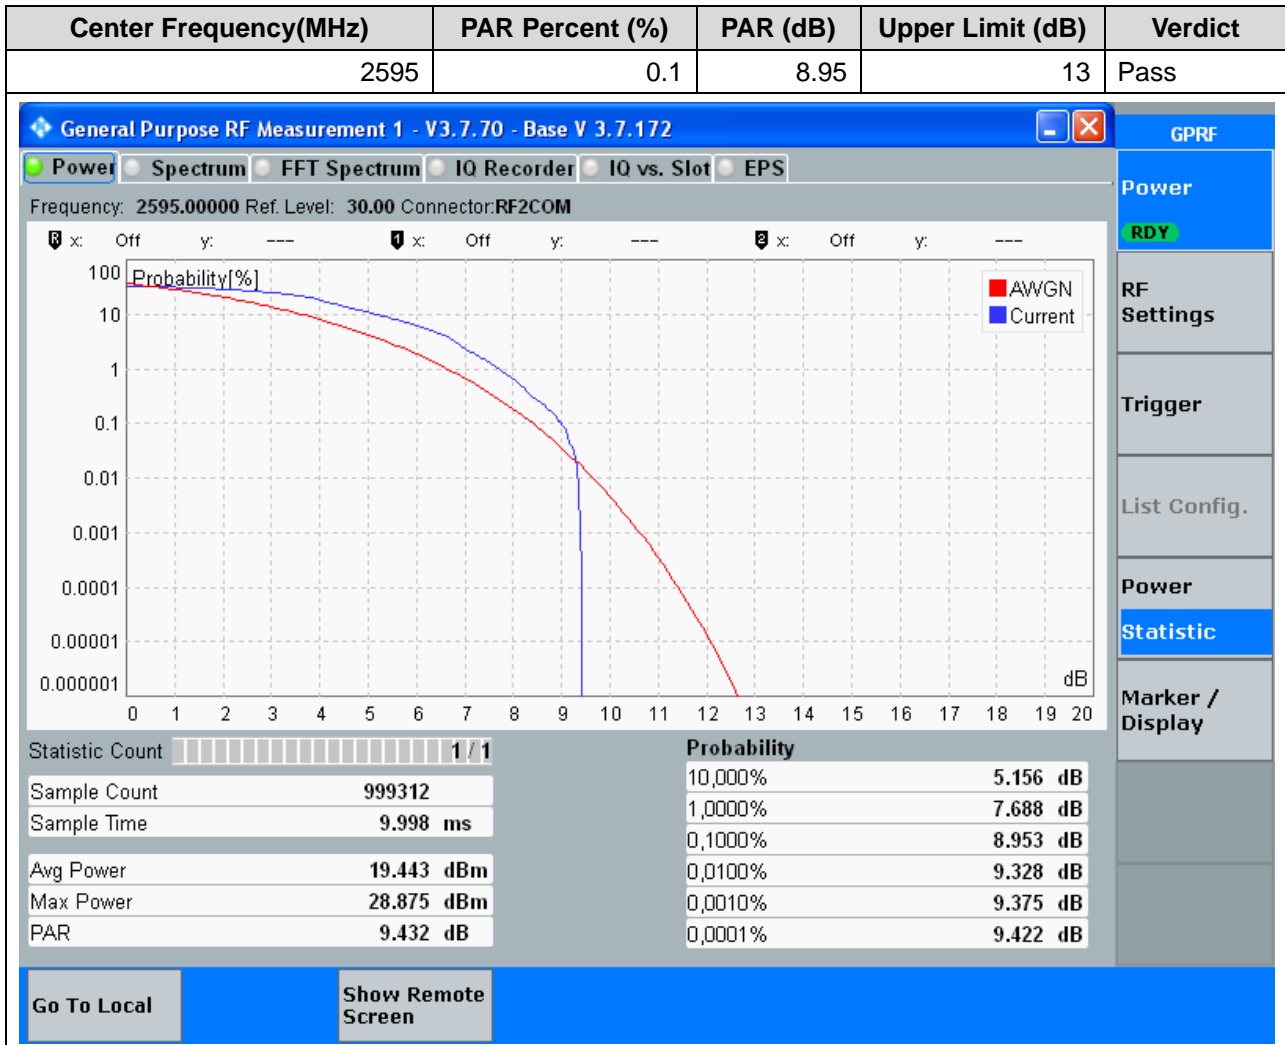 Center Frequency(MHz) PAR Percent (%) PAR (dB) Upper Limit (dB) Verdict
2595 0.1 8.95 13 Pass
General Purpose RF Measurement 1 - V3.7.70 - Base V 3.7.172
GPRF
Power Spectrum FFT Spectrum IQ Recorder IQ vs. Slot EPS
Power
RDY
Frequency: 2595.00000 Ref. Level: 30.00 Connector:RF2COM
R x: Off y: --- 1 x: Off y: --- 2 x: Off y: ---
Probability[%]
AWGN
Current
100
10
1
0.1
0.01
0.001
0.0001
0.00001
0.000001
dB
0 1 2 3 4 5 6 7 8 9 10 11 12 13 14 15 16 17 18 19 20
RF
Settings
Trigger
List Config.
Power
Statistic
Marker /
Display
Statistic Count 1 / 1
Sample Count 999312
Sample Time 9.998 ms
Avg Power 19.443 dBm
Max Power 28.875 dBm
PAR 9.432 dB
Probability
10,000% 5.156 dB
1,0000% 7.688 dB
0,1000% 8.953 dB
0,0100% 9.328 dB
0,0010% 9.375 dB
0,0001% 9.422 dB
Go To Local
Show Remote
Screen